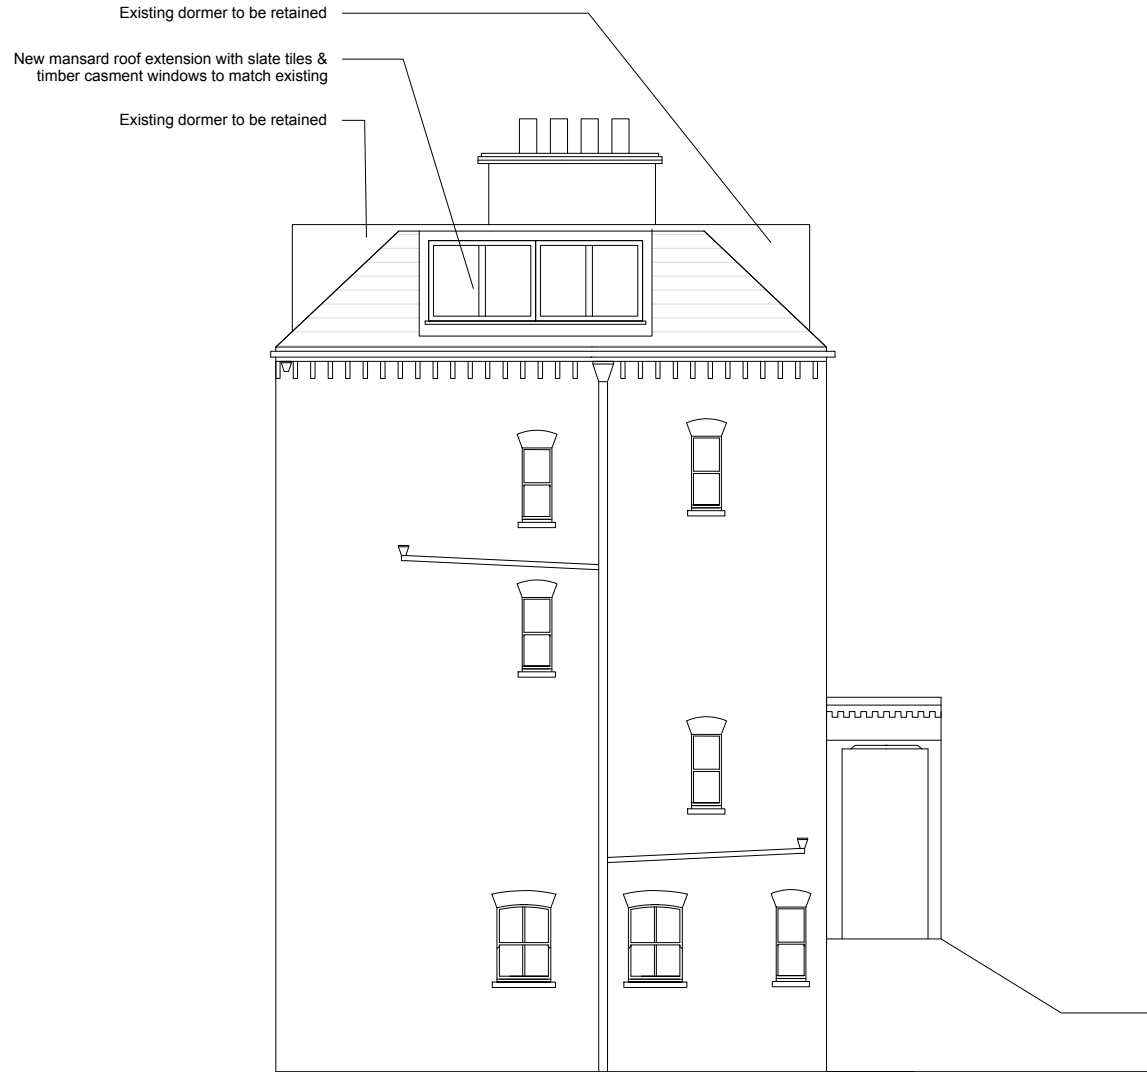 Existing dormer to be retained
New mansard roof extension with slate tiles &
timber casment windows to match existing
Existing dormer to be retained